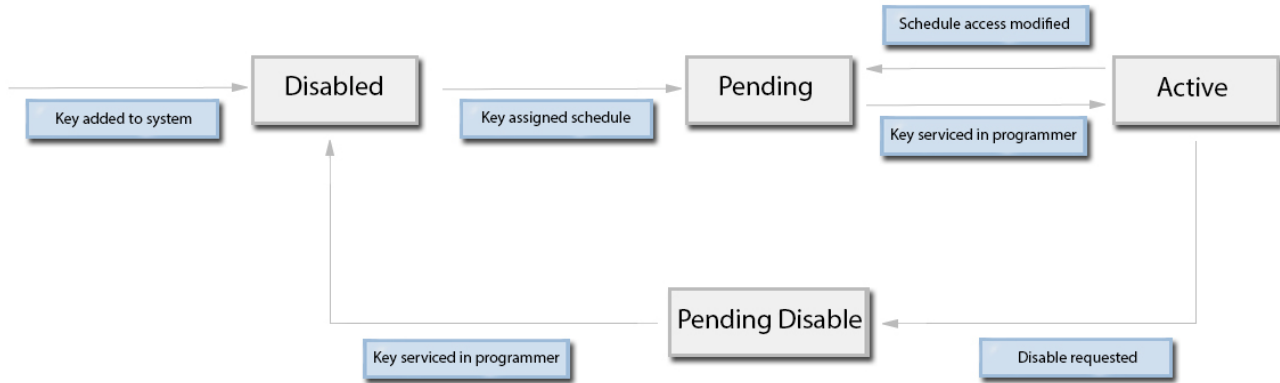 Schedule access modified
Disabled
Pending
Active
Key added to system
Key assigned schedule
Key serviced in programmer
Pending Disable
Key serviced in programmer
Disable requested